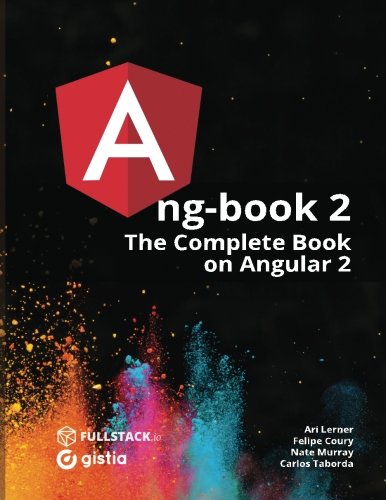 A
ng-book 2
The Complete Book
on Angular 2
FULLSTACK.io
gistia
Ari Lerner
Felipe Coury
Nate Murray
Carlos Taborda